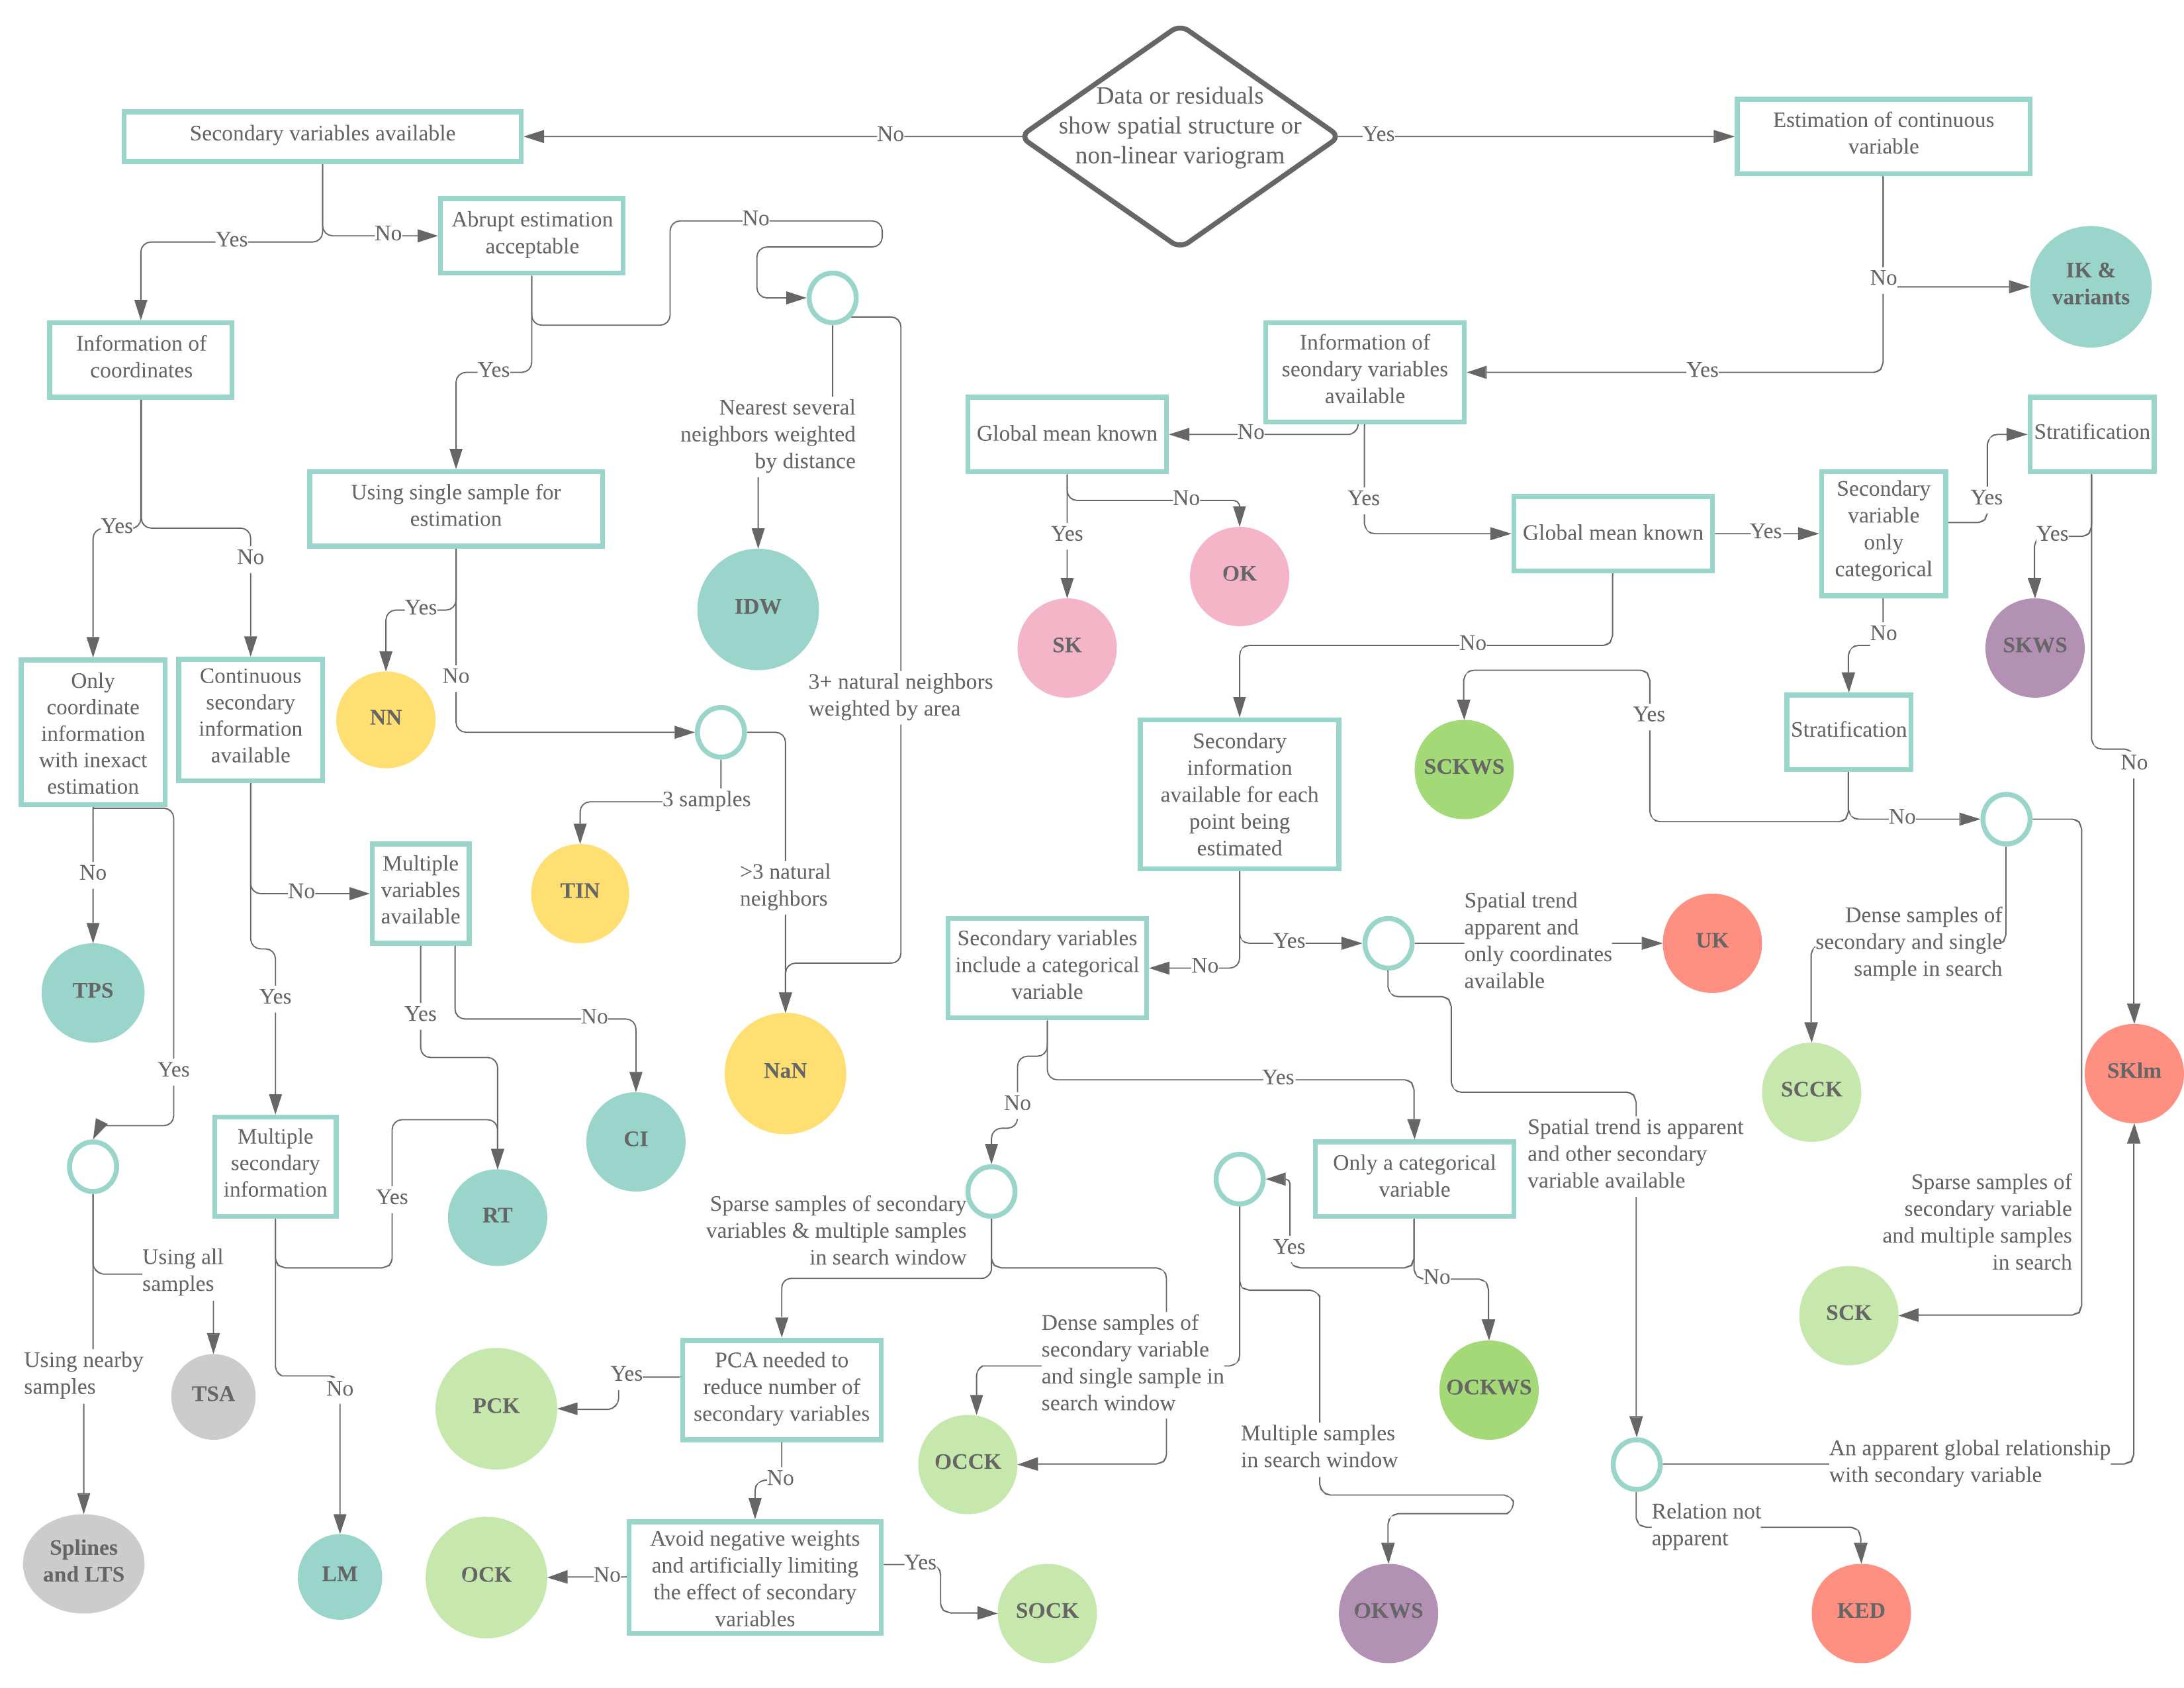 Data or residuals
show spatial structure or
non-linear variogram
No
Yes
Secondary variables available
Estimation of continuous
variable
Yes
No
Abrupt estimation
acceptable
No
No
IK &
variants
Information of
coordinates
Yes
Information of
seondary variables
available
Yes
Nearest several
neighbors weighted
by distance
Global mean known
No
Stratification
Using single sample for
estimation
Yes
No
Yes
No
Yes
Global mean known
Yes
Secondary
variable
only
categorical
Yes
Yes
OK
IDW
Yes
No
SK
No
No
SKWS
Only
coordinate
information
with inexact
estimation
Continuous
secondary
information
available
NN
No
3+ natural neighbors
weighted by area
Yes
Stratification
Secondary
information
available for each
point being
estimated
SCKWS
No
3 samples
No
No
No
Multiple
variables
available
TIN
>3 natural
neighbors
Secondary variables
include a categorical
variable
No
Yes
Spatial trend
apparent and
only coordinates
available
UK
Dense samples of
secondary and single
sample in search
TPS
Yes
Yes
No
NaN
Yes
No
Yes
SCCK
SKlm
Multiple
secondary
information
Yes
RT
CI
Sparse samples of secondary
variables & multiple samples
in search window
Only a categorical
variable
Yes
No
Spatial trend is apparent
and other secondary
variable available
Sparse samples of
secondary variable
and multiple samples
in search
SCK
Using all
samples
Using nearby
samples
TSA
No
PCK
Yes
PCA needed to
reduce number of
secondary variables
Dense samples of
secondary variable
and single sample in
search window
OCKWS
No
OCCK
Multiple samples
in search window
An apparent global relationship
with secondary variable
Relation not
apparent
Splines
and LTS
LM
OCK
No
Avoid negative weights
and artificially limiting
the effect of secondary
variables
Yes
SOCK
OKWS
KED